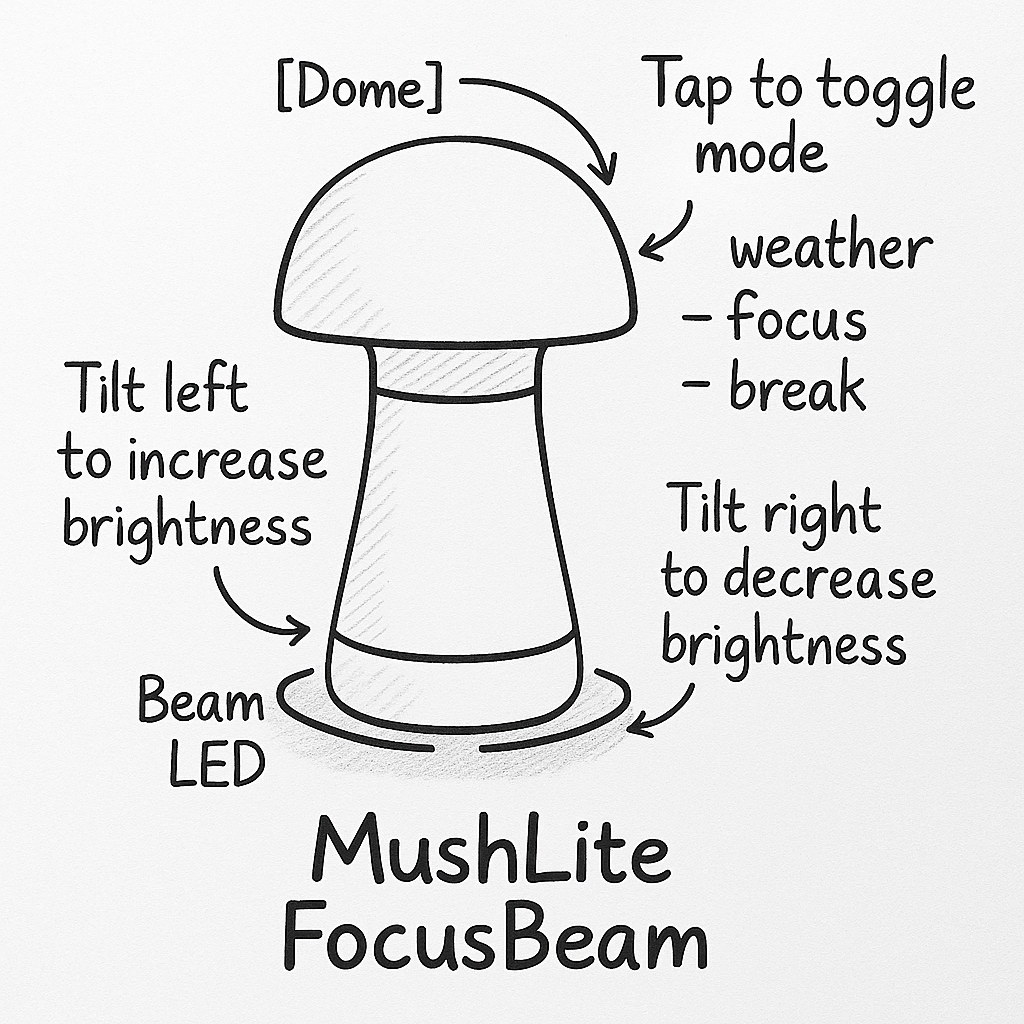 [Dome]
Tap to toggle
mode
weather
- focus
- break
Tilt left
to increase
brightness
Tilt right
to decrease
brightness
Beam
LED
MushLite
FocusBeam